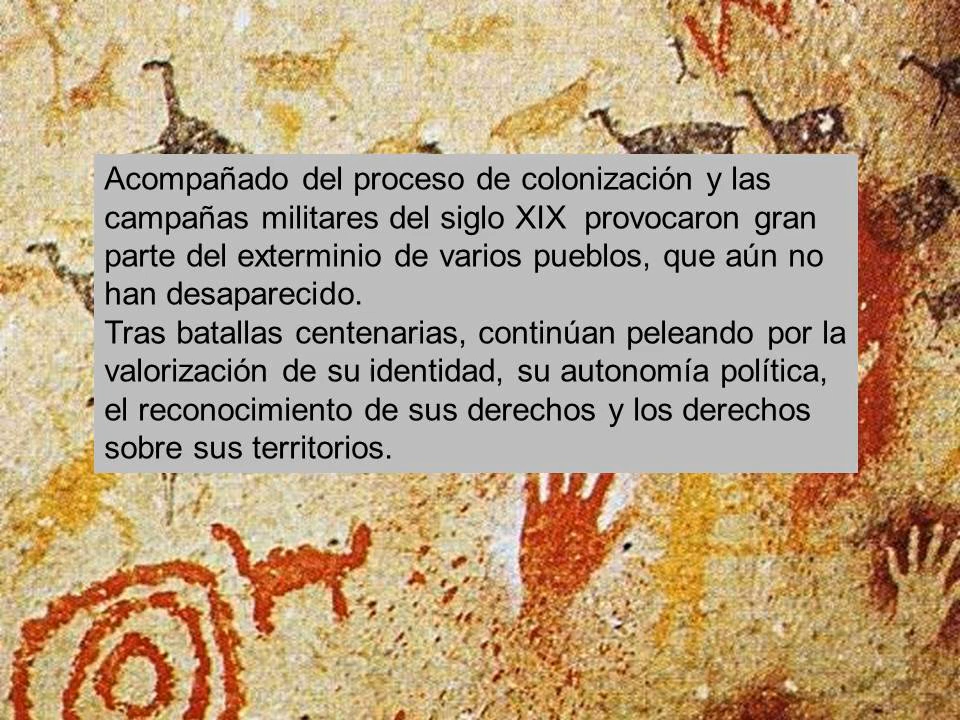 Acompañado del proceso de colonización y las
campañas militares del siglo XIX  provocaron gran
parte del exterminio de varios pueblos, que aún no
han desaparecido.
Tras batallas centenarias, continúan peleando por la
valorización de su identidad, su autonomía política,
el reconocimiento de sus derechos y los derechos
sobre sus territorios.